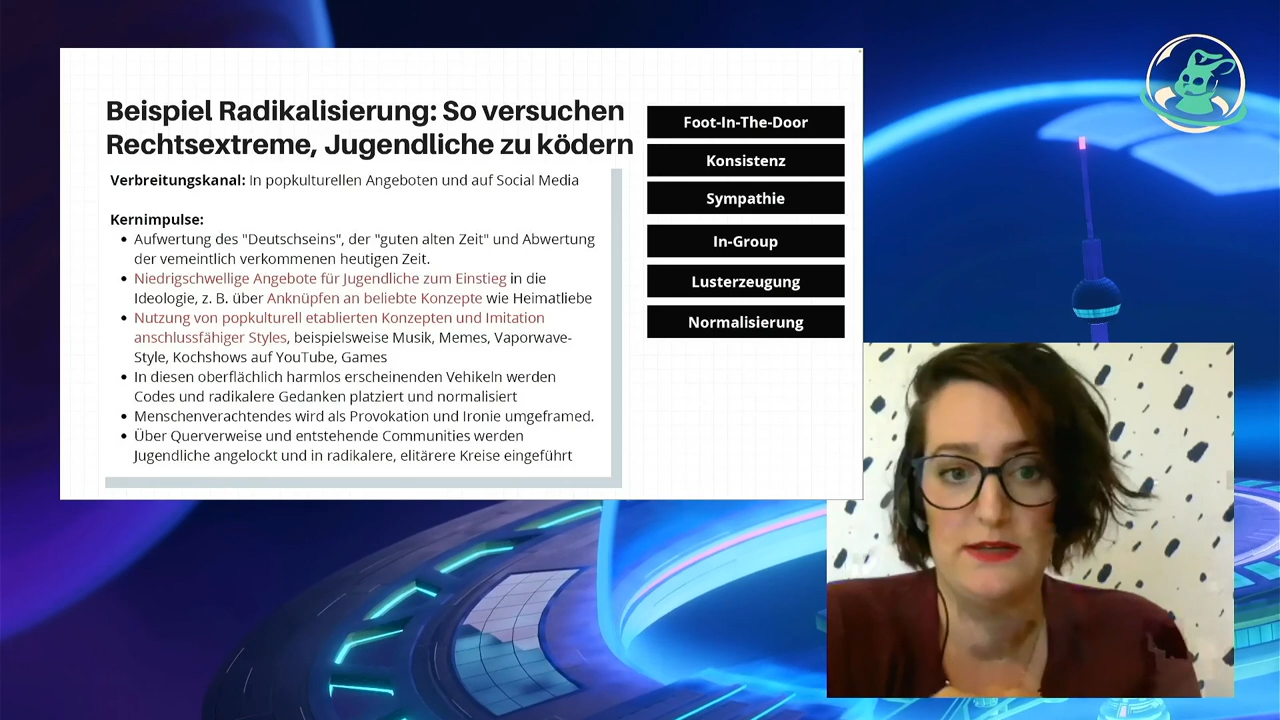 Beispiel Radikalisierung: So versuchen
Rechtsextreme, Jugendliche zu ködern
Verbreitungskanal: In popkulturellen Angeboten und auf Social Media
Kernimpulse:
• Aufwertung des "Deutschseins", der "guten alten Zeit" und Abwertung
der vemeintlich verkommenen heutigen Zeit.
• Niedrigschwellige Angebote für Jugendliche zum Einstieg in die
Ideologie, z. B. über Anknüpfen an beliebte Konzepte wie Heimatliebe
• Nutzung von popkulturell etablierten Konzepten und Imitation
anschlussfähiger Styles, beispielsweise Musik, Memes, Vaporwave-
Style, Kochshows auf YouTube, Games
• In diesen oberflächlich harmlos erscheinenden Vehikeln werden
Codes und radikalere Gedanken platziert und normalisiert
• Menschenverachtendes wird als Provokation und Ironie umgeframed.
• Über Querverweise und entstehende Communities werden
Jugendliche angelockt und in radikalere, elitärere Kreise eingeführt
Foot-In-The-Door
Konsistenz
Sympathie
In-Group
Lusterzeugung
Normalisierung